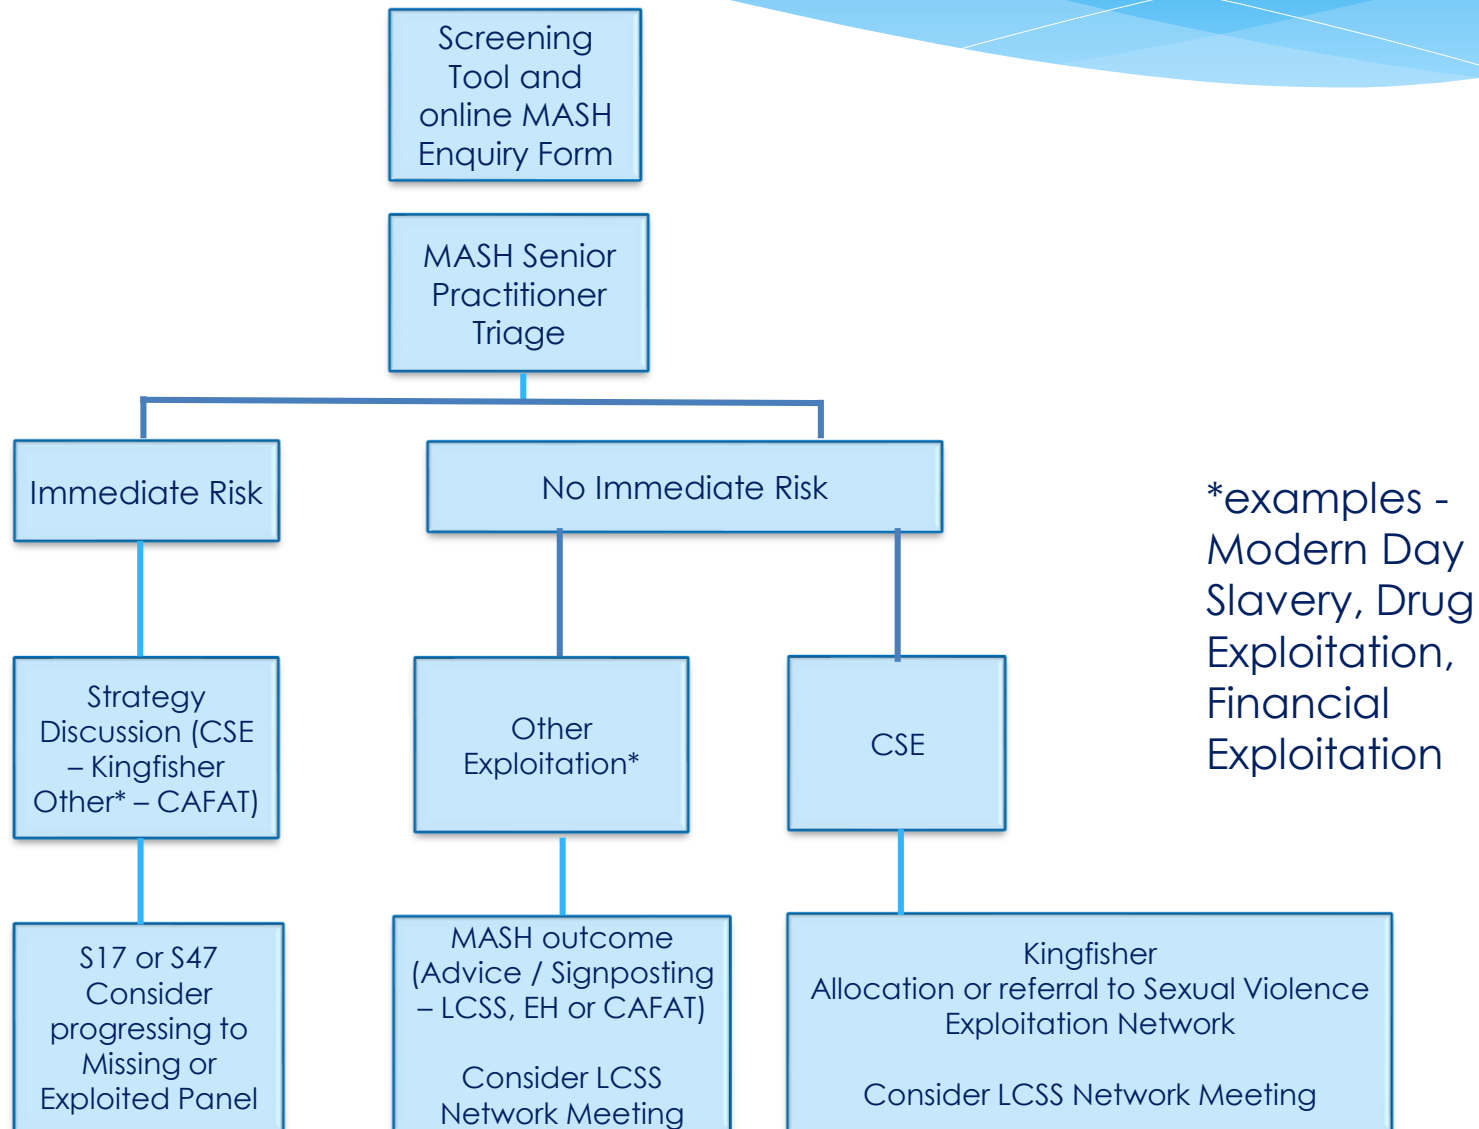 Screening
Tool and
online MASH
Enquiry Form
MASH Senior
Practitioner
Triage
Immediate Risk
No Immediate Risk
*examples -
Modern Day
Slavery, Drug
Exploitation,
Financial
Exploitation
Strategy
Discussion (CSE
– Kingfisher
Other* – CAFAT)
Other
Exploitation*
CSE
S17 or S47
Consider
progressing to
Missing or
Exploited Panel
MASH outcome
(Advice / Signposting
– LCSS, EH or CAFAT)
Consider LCSS
Network Meeting
Kingfisher
Allocation or referral to Sexual Violence
Exploitation Network
Consider LCSS Network Meeting